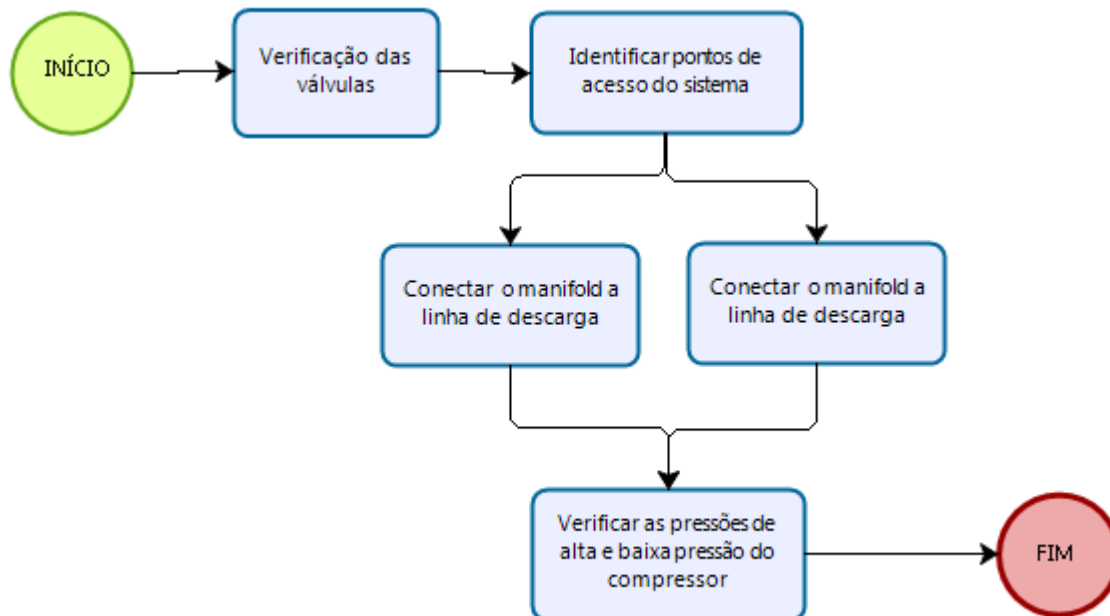 INÍCIO
Verificação das
válvulas
Identificar pontos de
acesso do sistema
Conectar o manifold a
linha de descarga
Conectar o manifold a
linha de descarga
Verificar as pressões de
alta e baixa pressão do
compressor
FIM